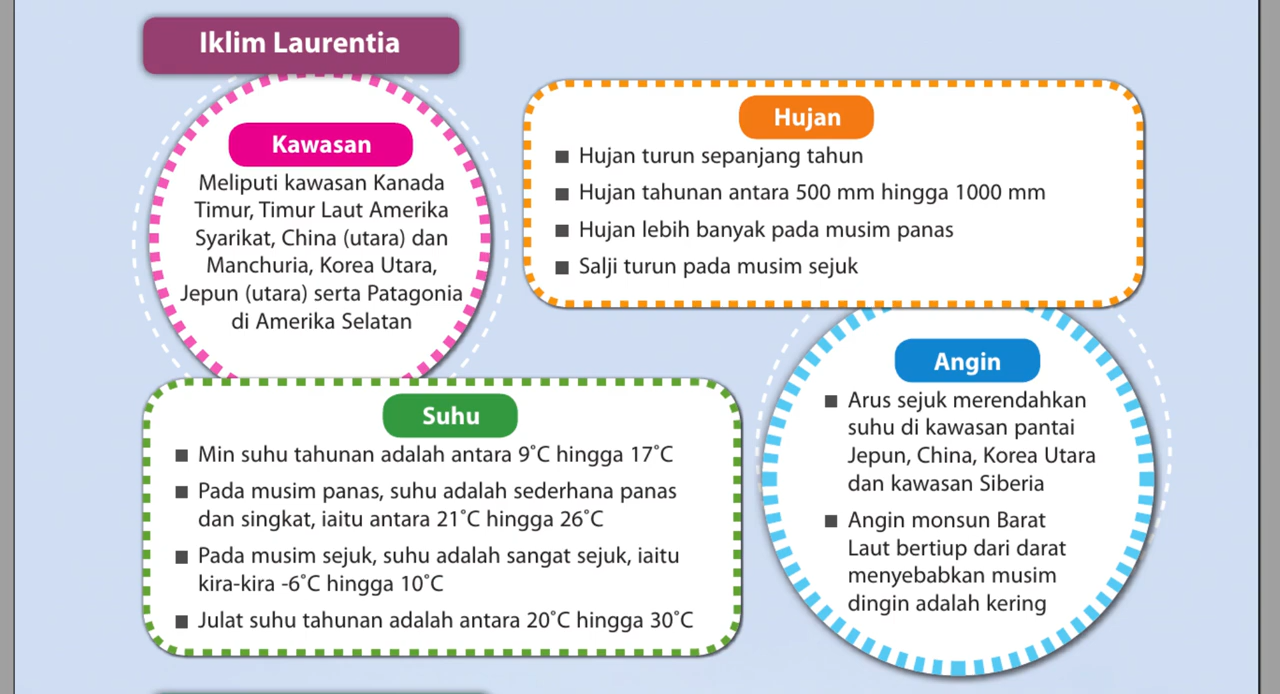 Iklim Laurentia
Kawasan
Meliputi kawasan Kanada
Timur, Timur Laut Amerika
Syarikat, China (utara) dan
Manchuria, Korea Utara,
Jepun (utara) serta Patagonia
di Amerika Selatan
Hujan
■ Hujan turun sepanjang tahun
■ Hujan tahunan antara 500 mm hingga 1000 mm
■ Hujan lebih banyak pada musim panas
■ Salji turun pada musim sejuk
Suhu
■ Min suhu tahunan adalah antara 9˚C hingga 17˚C
■ Pada musim panas, suhu adalah sederhana panas
dan singkat, iaitu antara 21˚C hingga 26˚C
■ Pada musim sejuk, suhu adalah sangat sejuk, iaitu
kira-kira -6˚C hingga 10˚C
■ Julat suhu tahunan adalah antara 20˚C hingga 30˚C
Angin
■ Arus sejuk merendahkan
suhu di kawasan pantai
Jepun, China, Korea Utara
dan kawasan Siberia
■ Angin monsun Barat
Laut bertiup dari darat
menyebabkan musim
dingin adalah kering